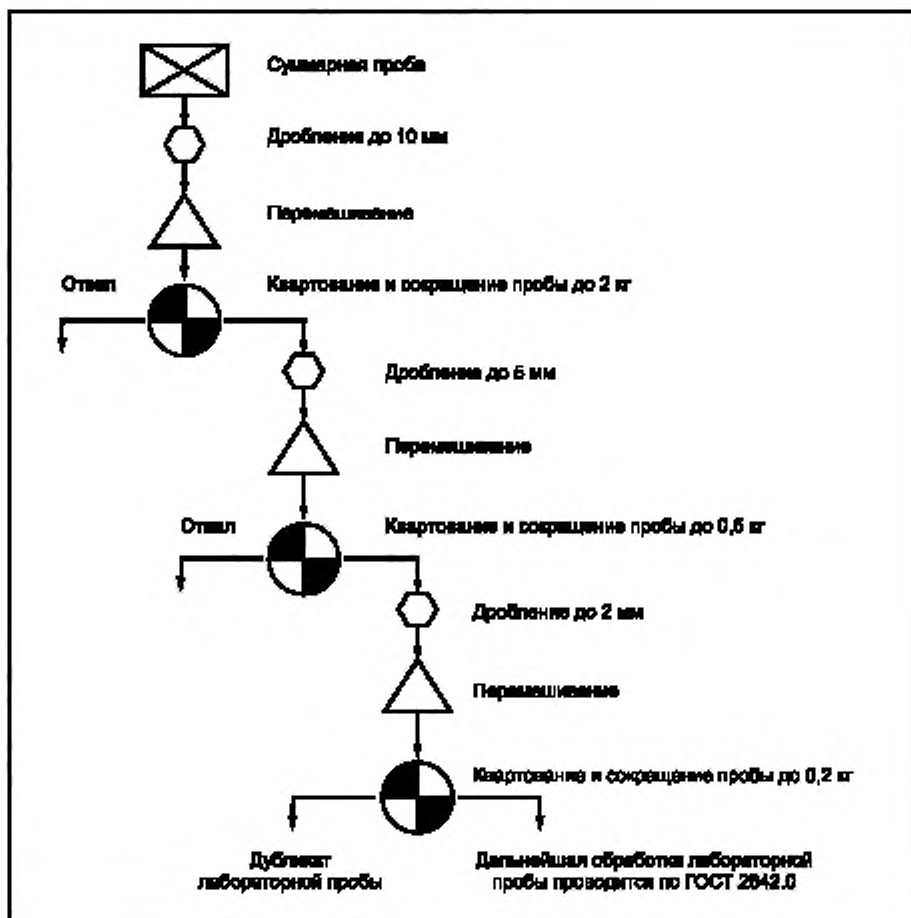 Суммарная проба
Дробление до 10 мм
Перемешивание
Отвал
Квартование и сокращение пробы до 2 кг
Дробление до 5 мм
Перемешивание
Отвал
Квартование и сокращение пробы до 0,5 кг
Дробление до 2 мм
Перемешивание
Квартование и сокращение пробы до 0,2 кг
Дубликат
лабораторной пробы
Дальнейшая обработка лабораторной
пробы проводится по ГОСТ 2642.0